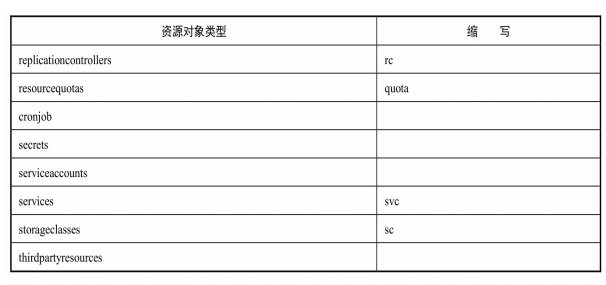 资源对象类型 缩 写
replicationcontrollers rc
resourcequotas quota
cronjob
secrets
serviceaccounts
services svc
storageclasses sc
thirdpartyresources